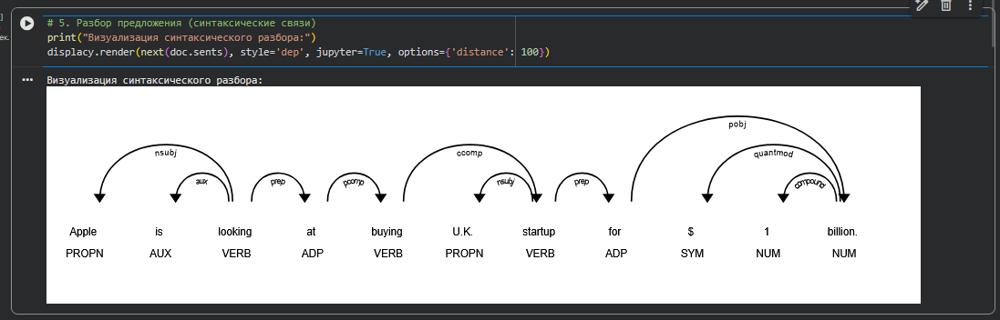 ]
ек.
# 5. Разбор предложения (синтаксические связи)
print("Визуализация синтаксического разбора:")
displacy.render(next(doc.sents), style='dep', jupyter=True, options={'distance': 100})
Визуализация синтаксического разбора:
pobj
nsubj ccomp quantmod
aux prep pcomp nsubj prep compound
Apple is looking at buying U.K. startup for $ 1 billion.
PROPN AUX VERB ADP VERB PROPN VERB ADP SYM NUM NUM